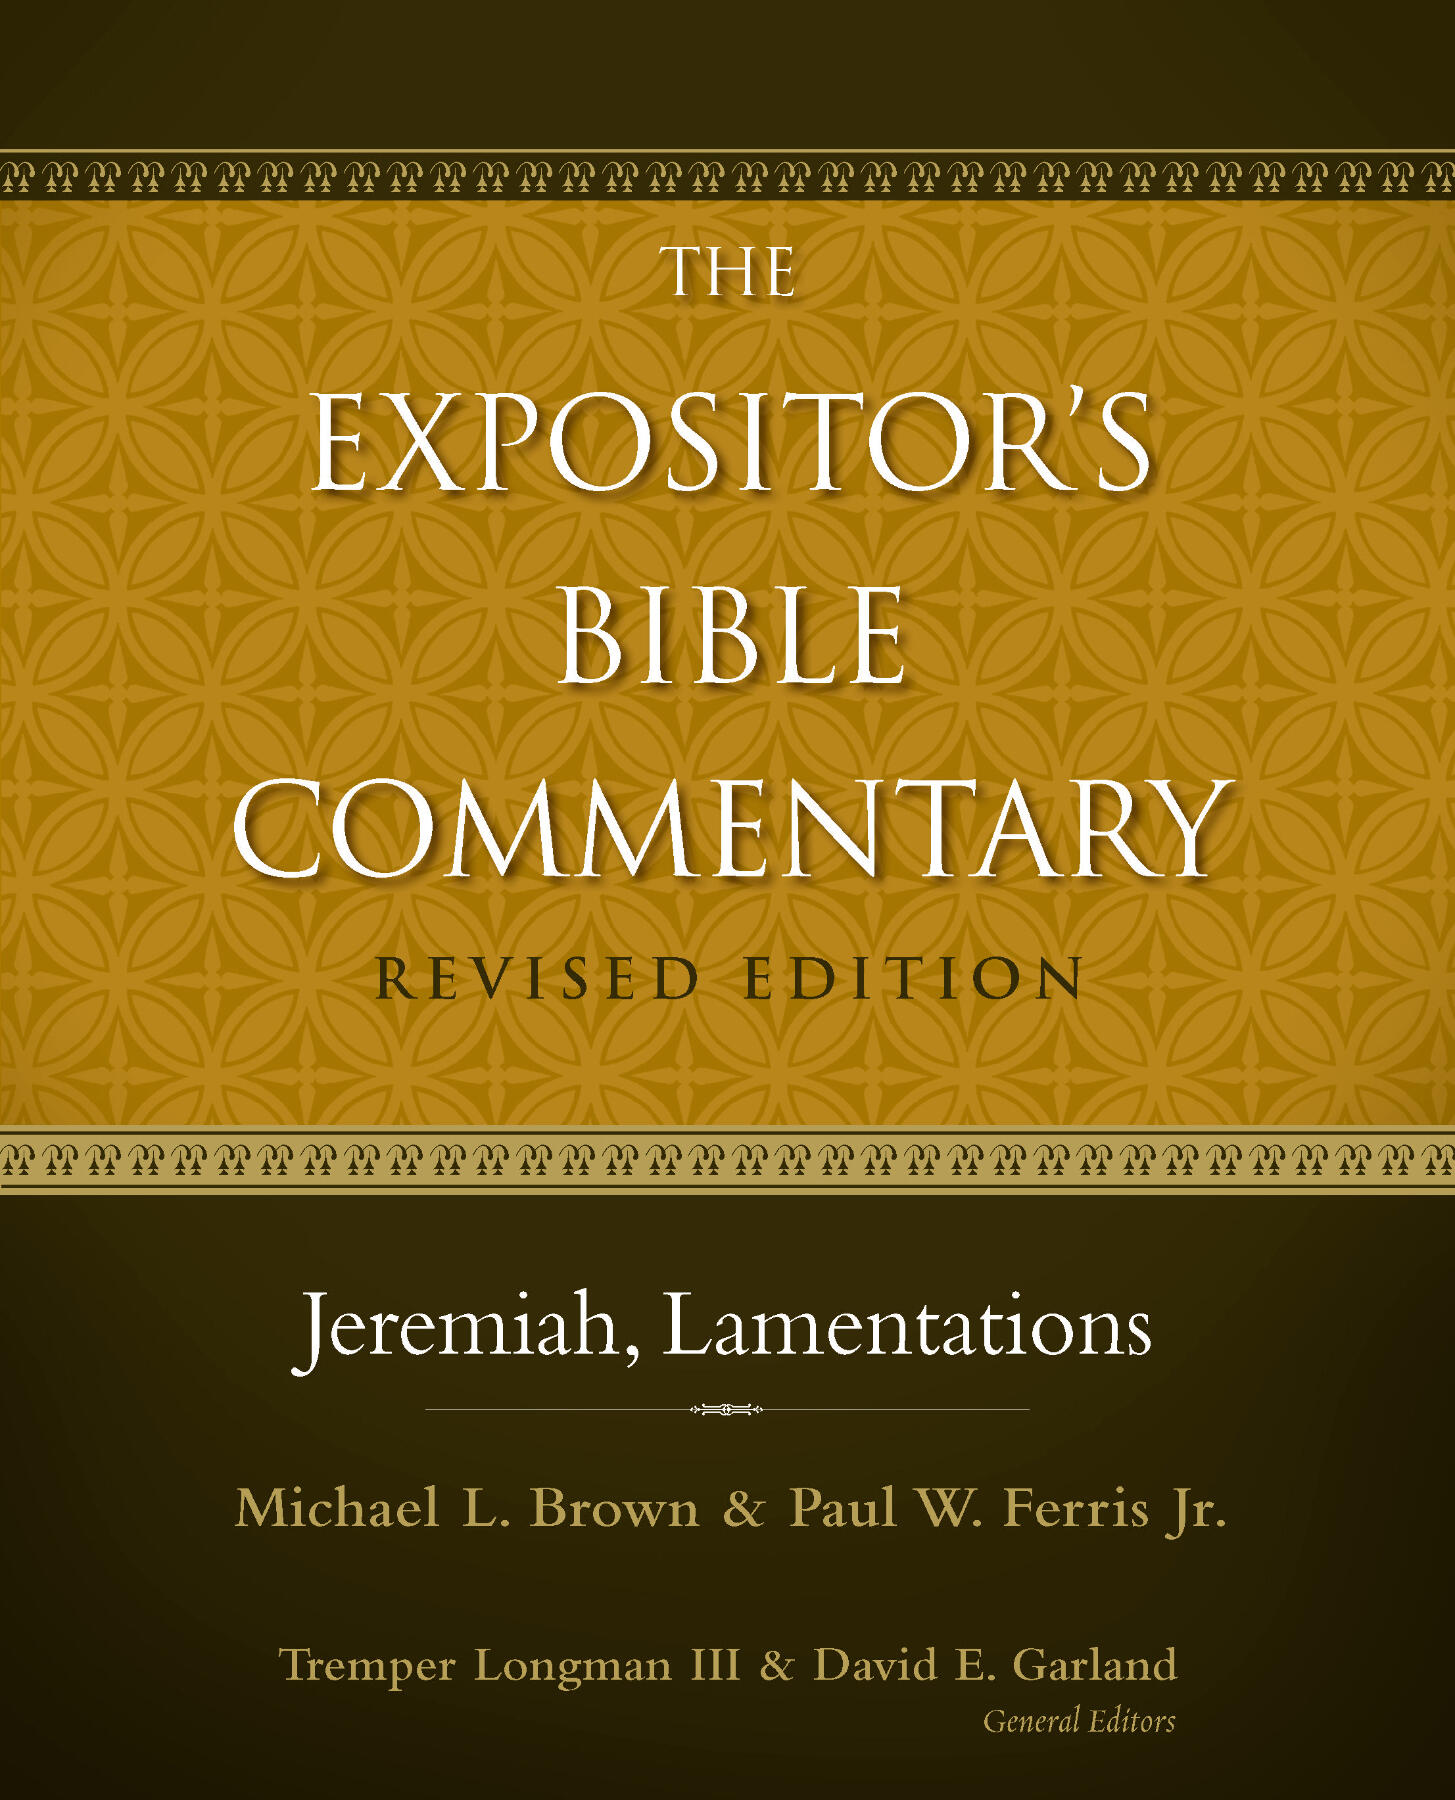 THE
EXPOSITOR’S
BIBLE
COMMENTARY
REVISED EDITION
Jeremiah, Lamentations
Michael L. Brown & Paul W. Ferris Jr.
Tremper Longman III & David E. Garland
General Editors